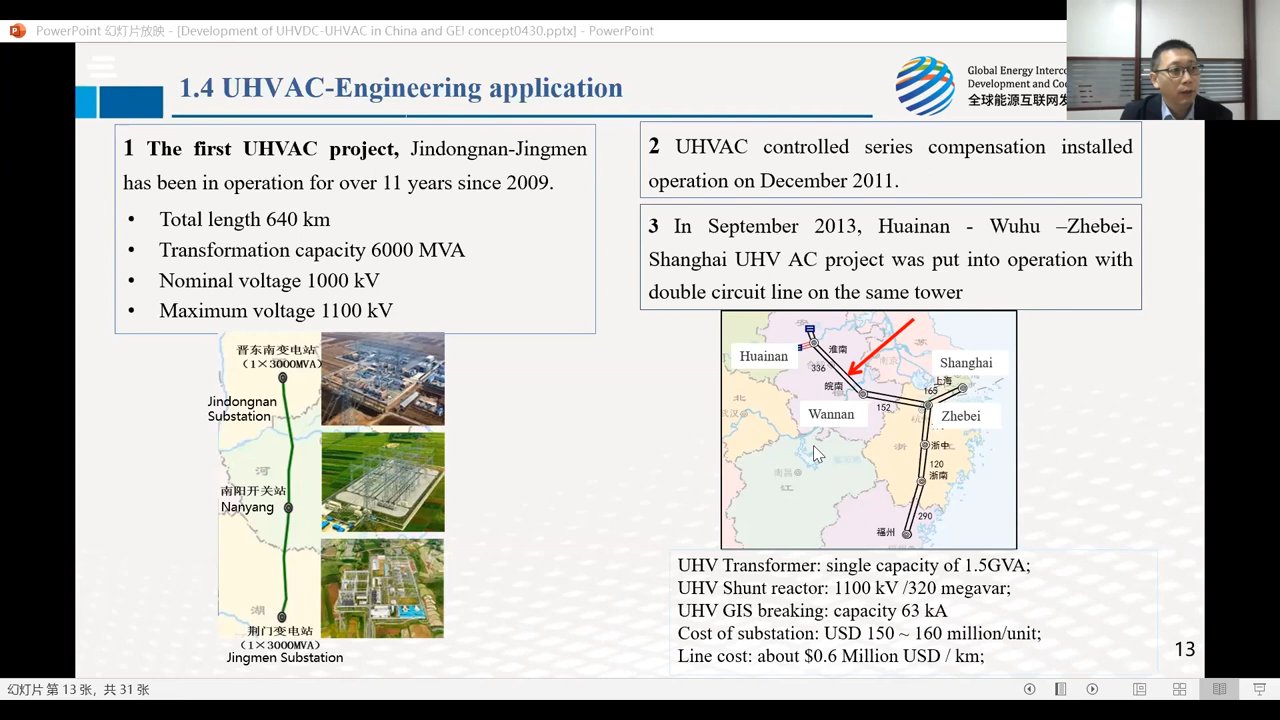 PowerPoint 幻灯片放映 - [Development of UHVDC-UHVAC in China and GEI concept0430.pptx] - PowerPoint
1.4 UHVAC-Engineering application
Global Energy
Development and
全球能源互联网发
1 The first UHVAC project, Jindongnan-Jingmen
has been in operation for over 11 years since 2009.
• Total length 640 km
• Transformation capacity 6000 MVA
• Nominal voltage 1000 kV
• Maximum voltage 1100 kV
晋东南变电站
(1×3000MVA)
Jindongnan
Substation
河
南阳开关站
Nanyang
湖
荆门变电站
(1×3000MVA)
Jingmen Substation
2 UHVAC controlled series compensation installed
operation on December 2011.
3 In September 2013, Huainan - Wuhu –Zhebei-
Shanghai UHV AC project was put into operation with
double circuit line on the same tower
Huainan
淮南
336
皖南
Wannan
152
165
上海
Shanghai
Zhebei
浙中
120
浙南
290
福州
南昌
江
北
浙
苏
UHV Transformer: single capacity of 1.5GVA;
UHV Shunt reactor: 1100 kV /320 megavar;
UHV GIS breaking: capacity 63 kA
Cost of substation: USD 150 ~ 160 million/unit;
Line cost: about $0.6 Million USD / km;
13
幻灯片 第 13 张，共 31 张